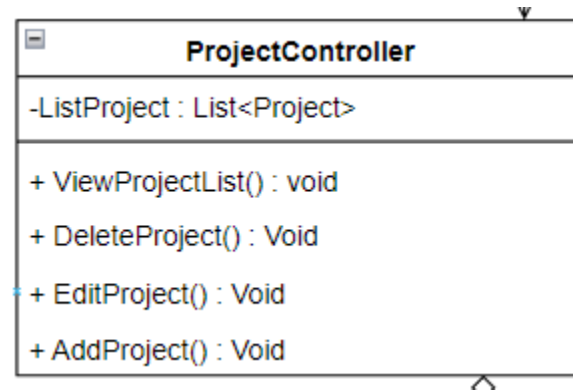 ProjectController
-ListProject : List<Project>
+ ViewProjectList() : void
+ DeleteProject() : Void
+ EditProject() : Void
+ AddProject() : Void